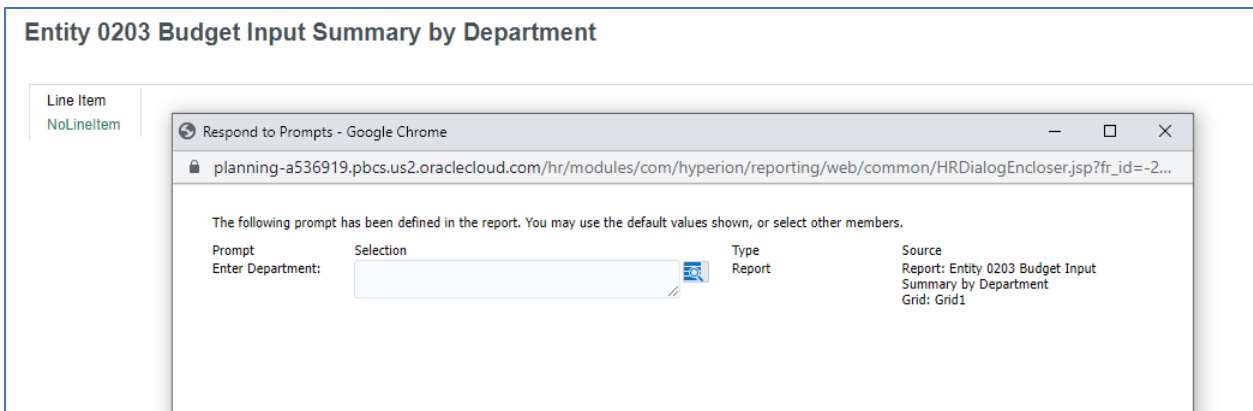 Entity 0203 Budget Input Summary by Department
Line Item
NoLineItem
Respond to Prompts - Google Chrome
planning-a536919.pbcs.us2.oraclecloud.com/hr/modules/com/hyperion/reporting/web/common/HRDialogEncloser.jsp?fr_id=-2...
The following prompt has been defined in the report. You may use the default values shown, or select other members.
Prompt Selection Type Source
Enter Department: Report Report: Entity 0203 Budget Input
Summary by Department
Grid: Grid1